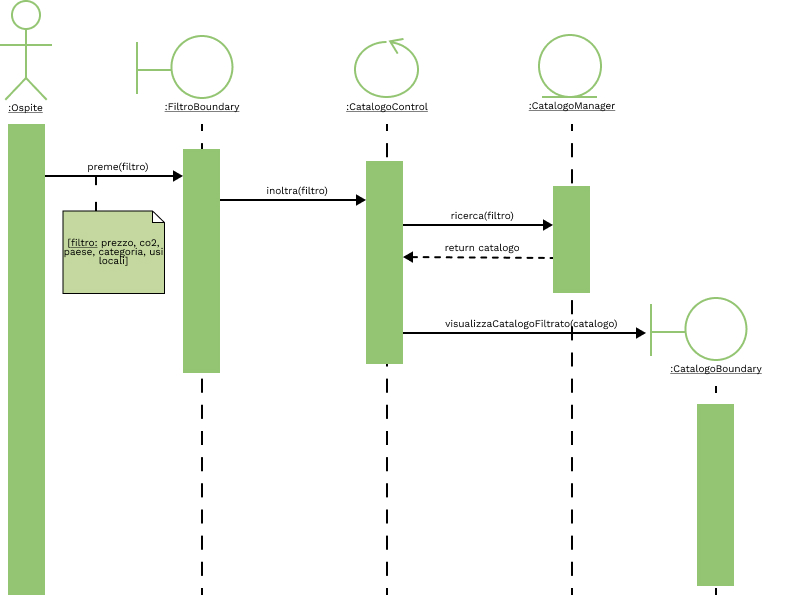 :Ospite
:FiltroBoundary
:CatalogoControl
:CatalogoManager
preme(filtro)
inoltra(filtro)
ricerca(filtro)
[filtro: prezzo, co2,
paese, categoria, usi
locali]
return catalogo
visualizzaCatalogoFiltrato(catalogo)
:CatalogoBoundary